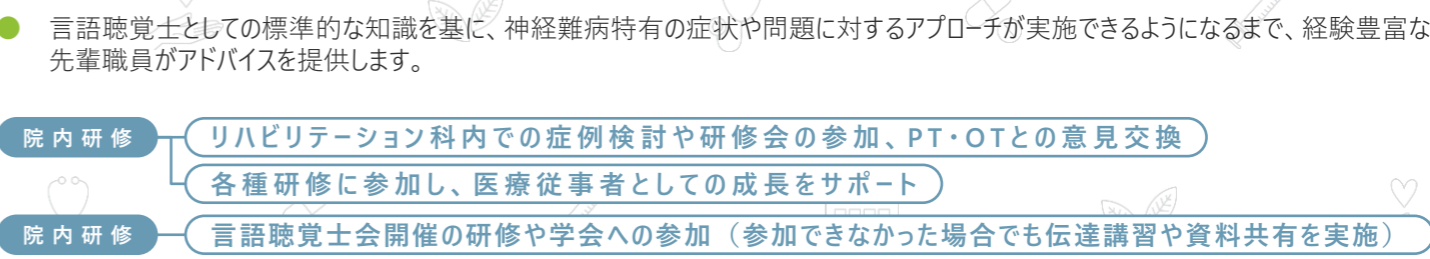 言語聴覚士としての標準的な知識を基に、神経難病特有の症状や問題に対するアプローチが実施できるようになるまで、経験豊富な
先輩職員がアドバイスを提供します。
院内研修 リハビリテーション科内での症例検討や研修会の参加、PT・OTとの意見交換
各種研修に参加し、医療従事者としての成長をサポート
院内研修 言語聴覚士会開催の研修や学会への参加（参加できなかった場合でも伝達講習や資料共有を実施）